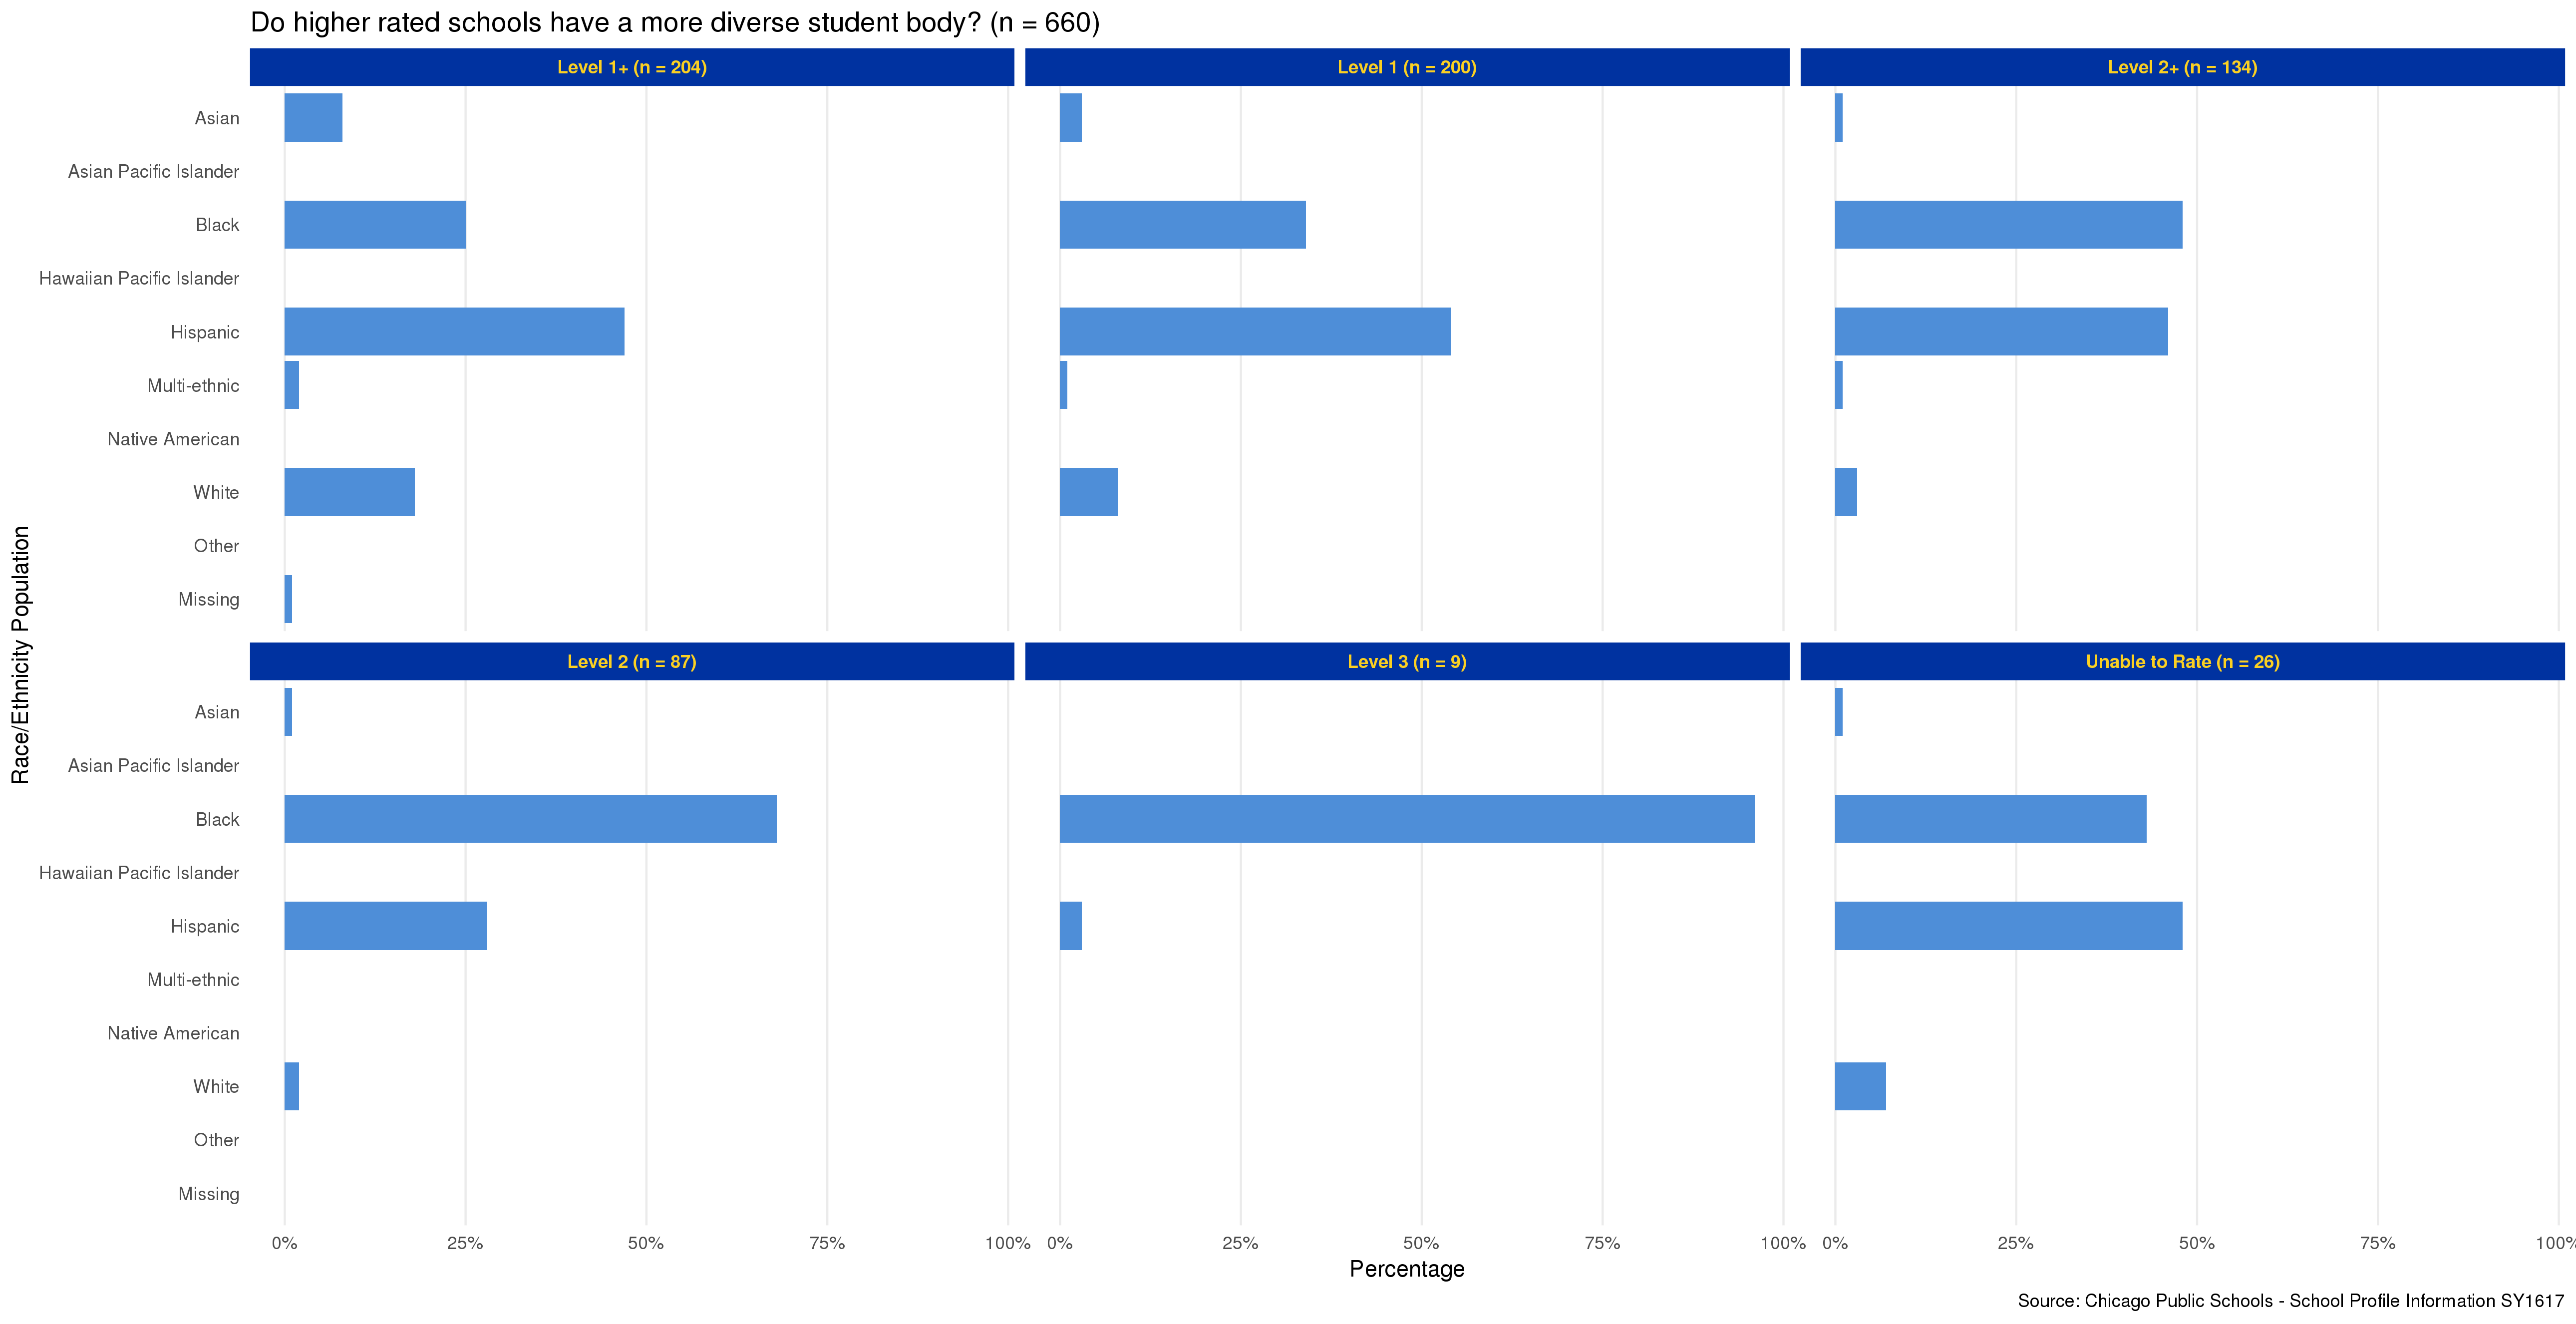 Do higher rated schools have a more diverse student body? (n = 660)
Level 1+ (n = 204)
Level 1 (n = 200)
Level 2+ (n = 134)
Asian
Asian Pacific Islander
Black
Hawaiian Pacific Islander
Hispanic
Multi-ethnic
Native American
White
Other
Missing
Race/Ethnicity Population
Level 2 (n = 87)
Level 3 (n = 9)
Unable to Rate (n = 26)
Asian
Asian Pacific Islander
Black
Hawaiian Pacific Islander
Hispanic
Multi-ethnic
Native American
White
Other
Missing
0% 25% 50% 75% 100% 0% 25% 50% 75% 100% 0% 25% 50% 75% 100%
Percentage
Source: Chicago Public Schools - School Profile Information SY1617